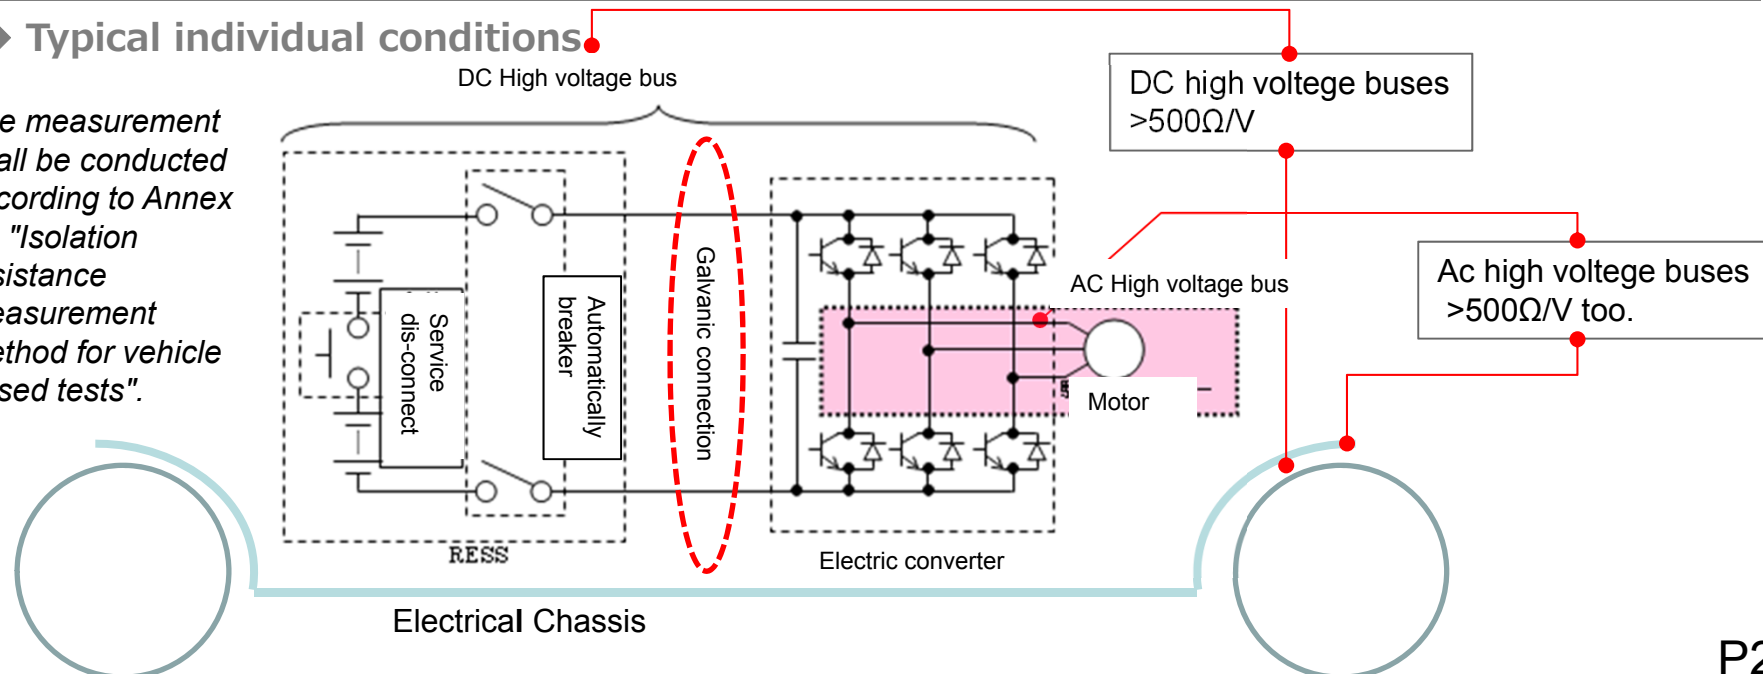 Typical individual conditions
DC High voltage bus
DC high voltege buses
>500Ω/V
e measurement
all be conducted
cording to Annex
"Isolation
sistance
easurement
ethod for vehicle
sed tests".
Service
dis-connect
Automatically
breaker
Galvanic connection
AC High voltage bus
Ac high voltege buses
>500Ω/V too.
Motor
RESS
Electric converter
Electrical Chassis
P2